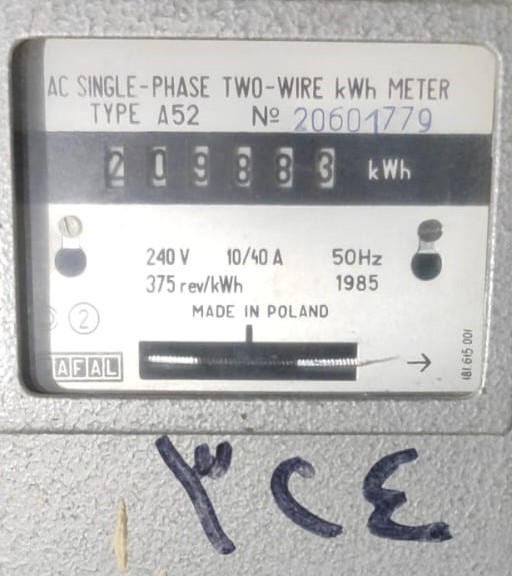 AC SINGLE-PHASE TWO-WIRE kWh METER
TYPE A52 Nº 20601779
209883 kWh
240 V 10/40 A 50Hz
375 rev/kWh 1985
MADE IN POLAND
2
AFAL
181.615.001